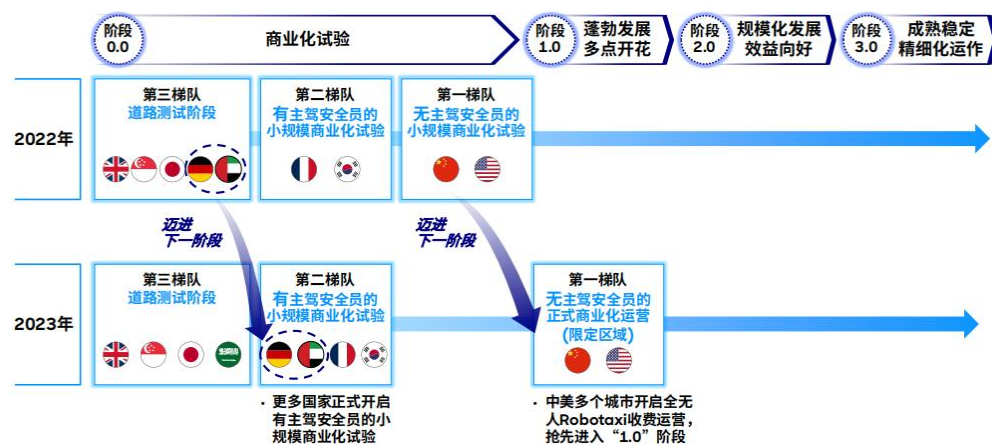 阶段
0.0
商业化试验
阶段
1.0
蓬勃发展
多点开花
阶段
2.0
规模化发展
效益向好
阶段
3.0
成熟稳定
精细化运作
2022年
第三梯队
道路测试阶段
第二梯队
有主驾安全员的
小规模商业化试验
第一梯队
无主驾安全员的
小规模商业化试验
迈进
下一阶段
迈进
下一阶段
2023年
第三梯队
道路测试阶段
第二梯队
有主驾安全员的
小规模商业化试验
第一梯队
无主驾安全员的
正式商业化运营
(限定区域)
· 更多国家正式开启
有主驾安全员的小
规模商业化试验
· 中美多个城市开启全无
人Robotaxi收费运营，
抢先进入“1.0”阶段